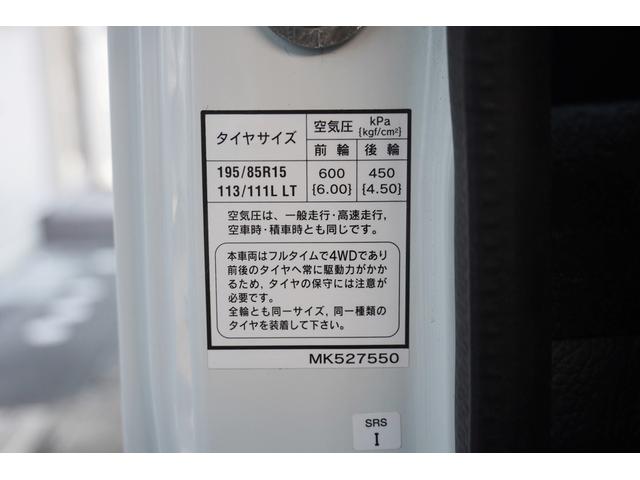 タイヤサイズ 空気圧 kPa {kgf/cm²}
前輪 後輪
195/85R15 600 450
113/111L LT {6.00} {4.50}
空気圧は、一般走行・高速走行，
空車時・積車時とも同じです。
本車両はフルタイムで4WDであり
前後のタイヤへ常に駆動力がかか
るため，タイヤの保守には注意が
必要です。
全輪とも同一サイズ，同一種類の
タイヤを装着して下さい。
MK527550
SRS
I